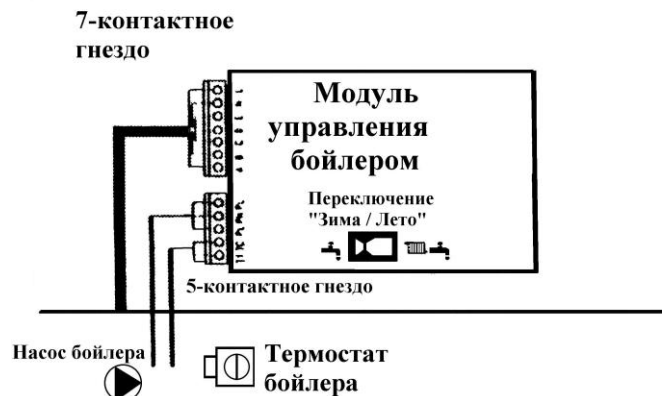 7-контактное
гнездо
Модуль
управления
бойлером
Переключение
"Зима / Лето"
5-контактное гнездо
Насос бойлера
Термостат
бойлера